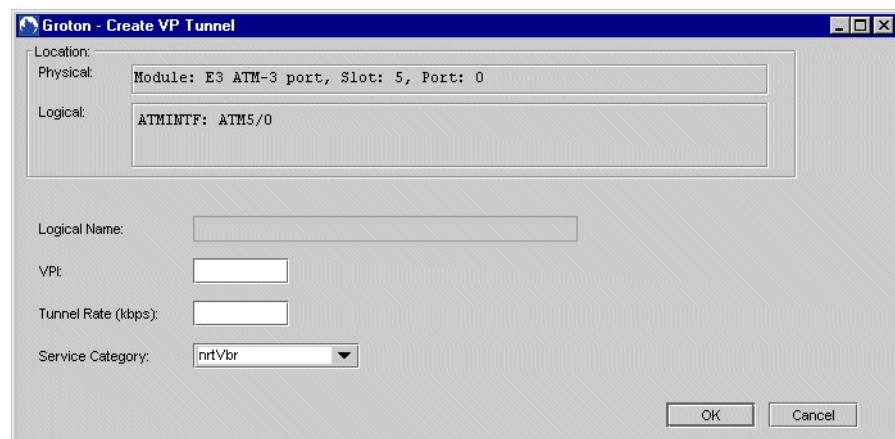 Groton - Create VP Tunnel
Location:
Physical:
Module: E3 ATM-3 port, Slot: 5, Port: 0
Logical:
ATMINTF: ATM5/0
Logical Name:
VPI:
Tunnel Rate (kbps):
Service Category:
nrtVbr
OK
Cancel